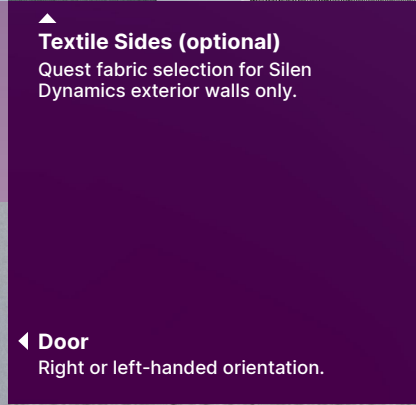 Textile Sides (optional)
Quest fabric selection for Silen
Dynamics exterior walls only.
Door
Right or left-handed orientation.